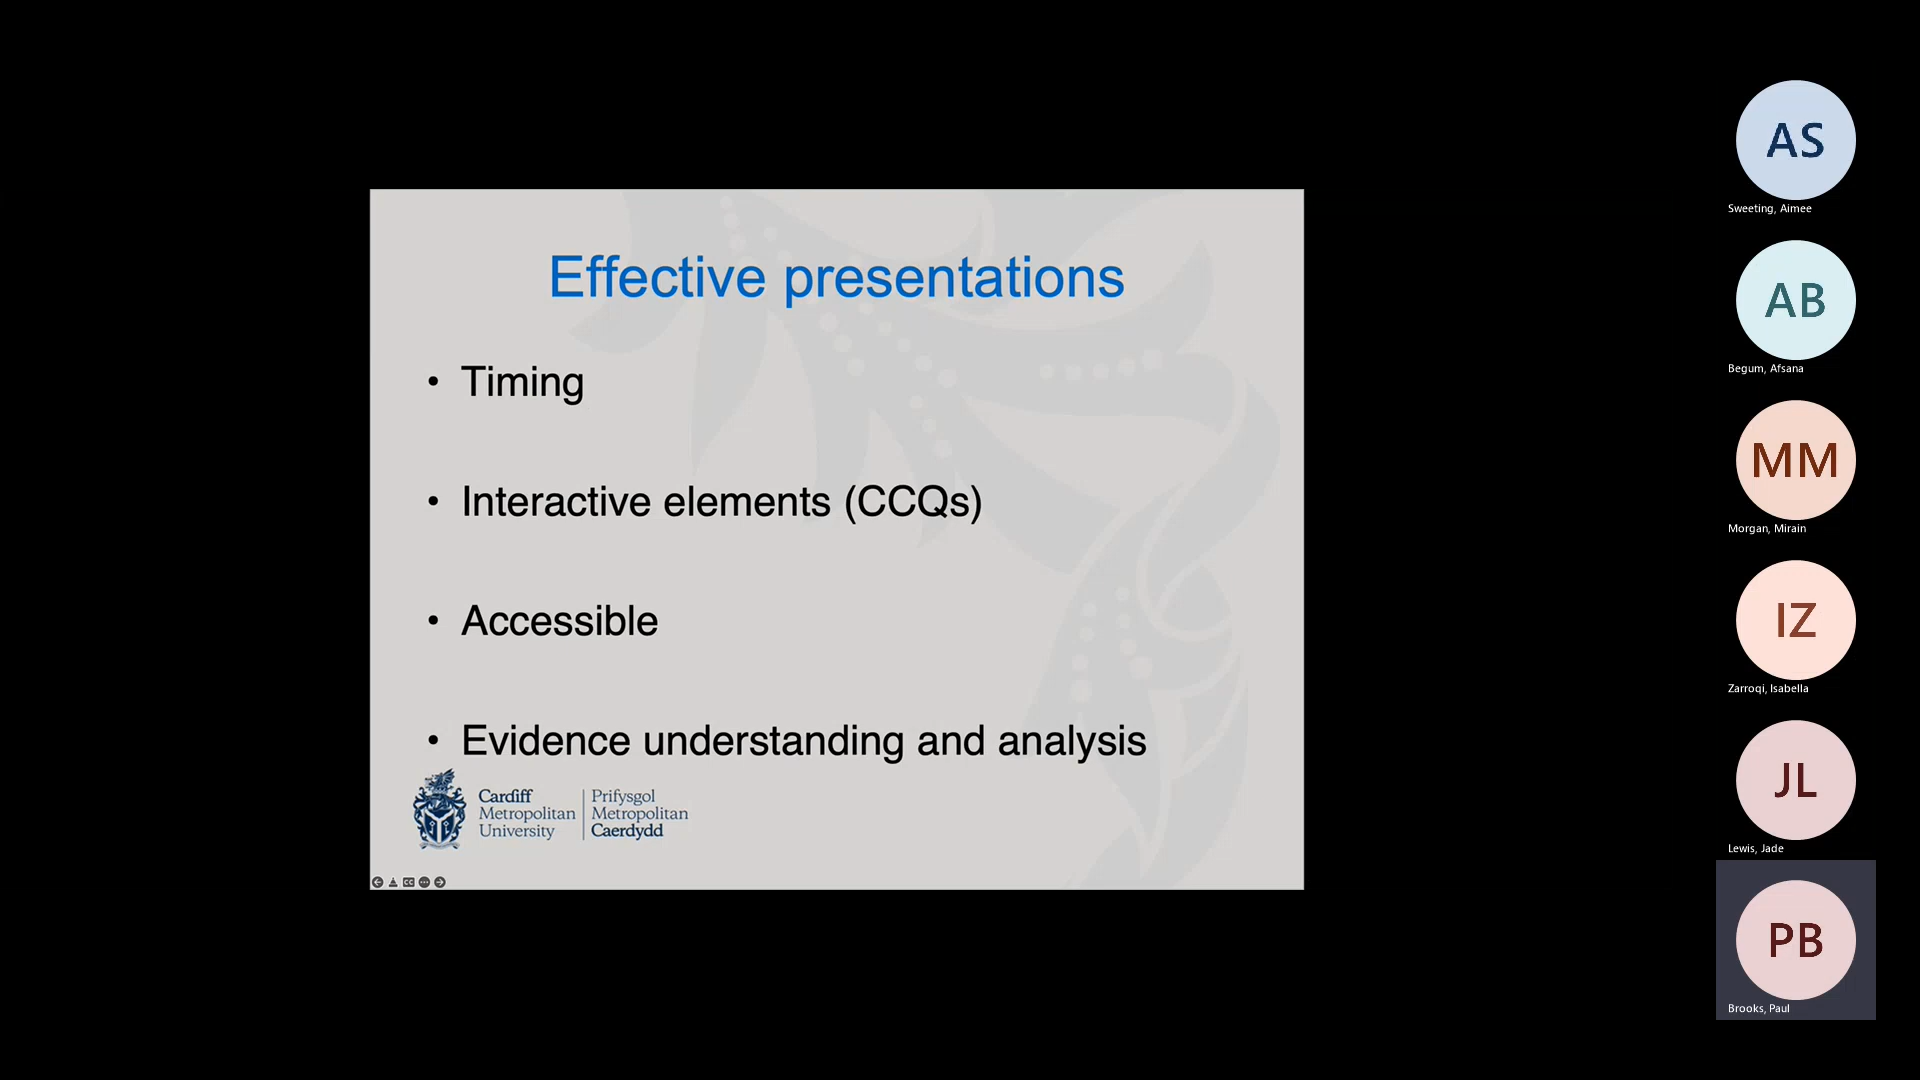 Effective presentations
• Timing
• Interactive elements (CCQs)
• Accessible
• Evidence understanding and analysis
Cardiff
Metropolitan
University
Prifysgol
Metropolitan
Caerdydd
CC
AS
Sweeting, Aimee
AB
Begum, Afsana
MM
Morgan, Mirain
IZ
Zarroqi, Isabella
JL
Lewis, Jade
PB
Brooks, Paul